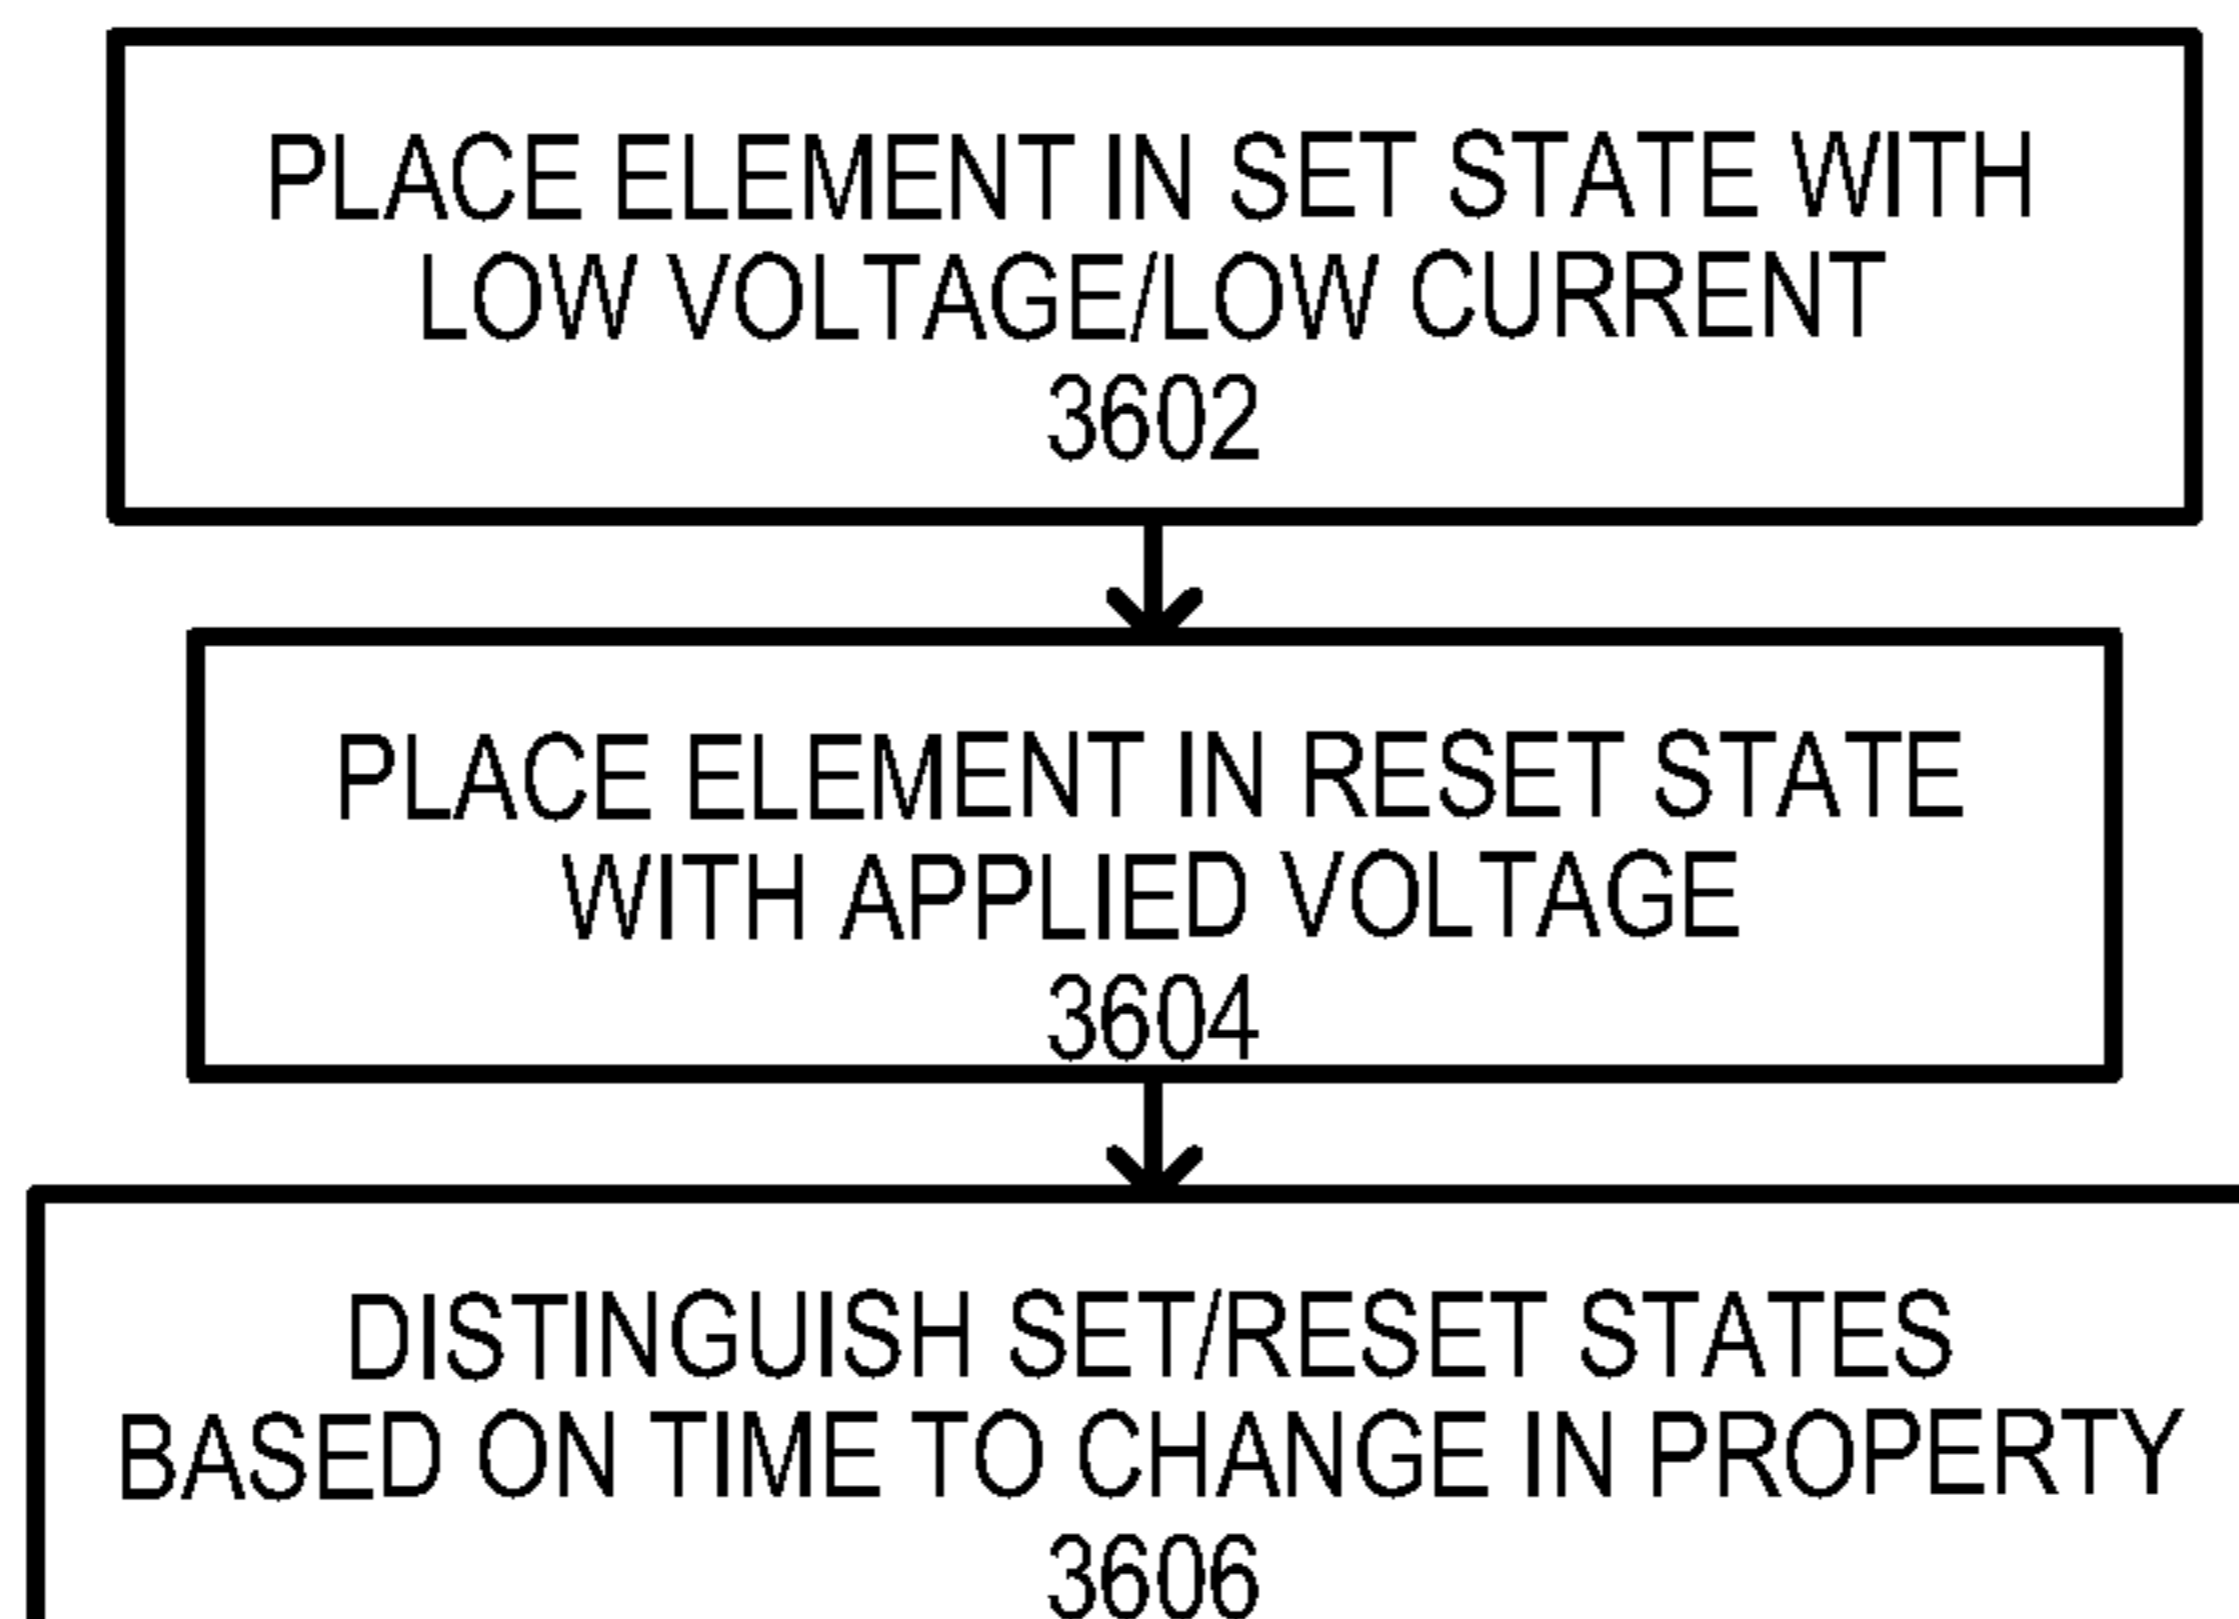 PLACE ELEMENT IN SET STATE WITH
LOW VOLTAGE/LOW CURRENT
3602
PLACE ELEMENT IN RESET STATE
WITH APPLIED VOLTAGE
3604
DISTINGUISH SET/RESET STATES
BASED ON TIME TO CHANGE IN PROPERTY
3606